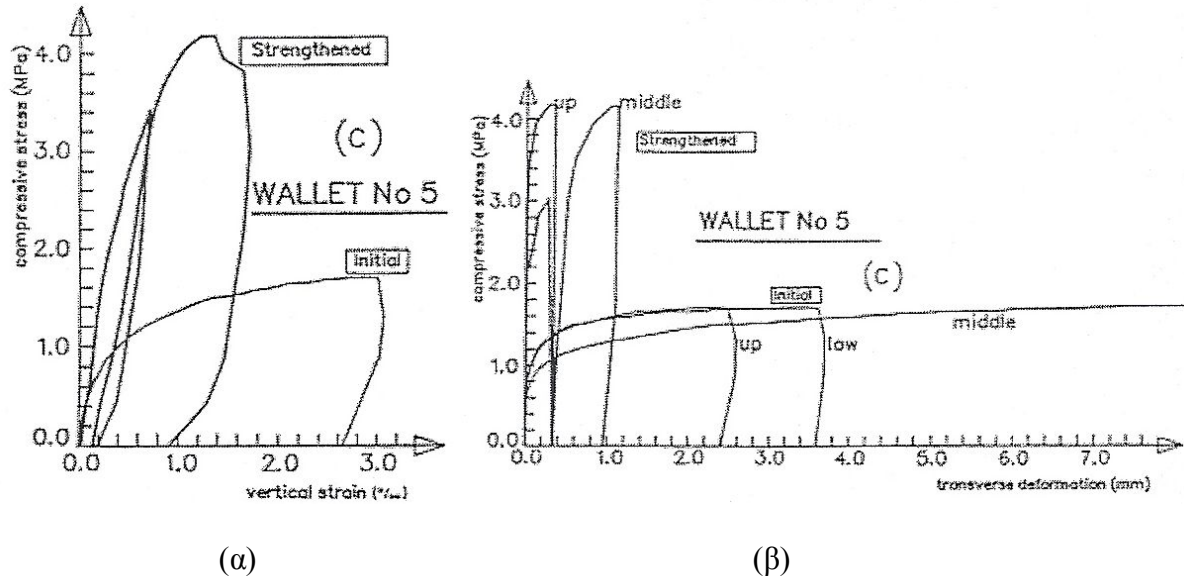 4.0
3.0
2.0
1.0
0.0
compressive stress (MPa)
Strengthened
(c)
WALLET No 5
Initial
0.0 1.0 2.0 3.0
vertical strain (‰)
(α)
4.0
3.0
2.0
1.0
0.0
compressive stress (MPa)
up
middle
Strengthened
WALLET No 5
(c)
Initial
middle
up
low
0.0 1.0 2.0 3.0 4.0 5.0 6.0 7.0
transverse deformation (mm)
(β)